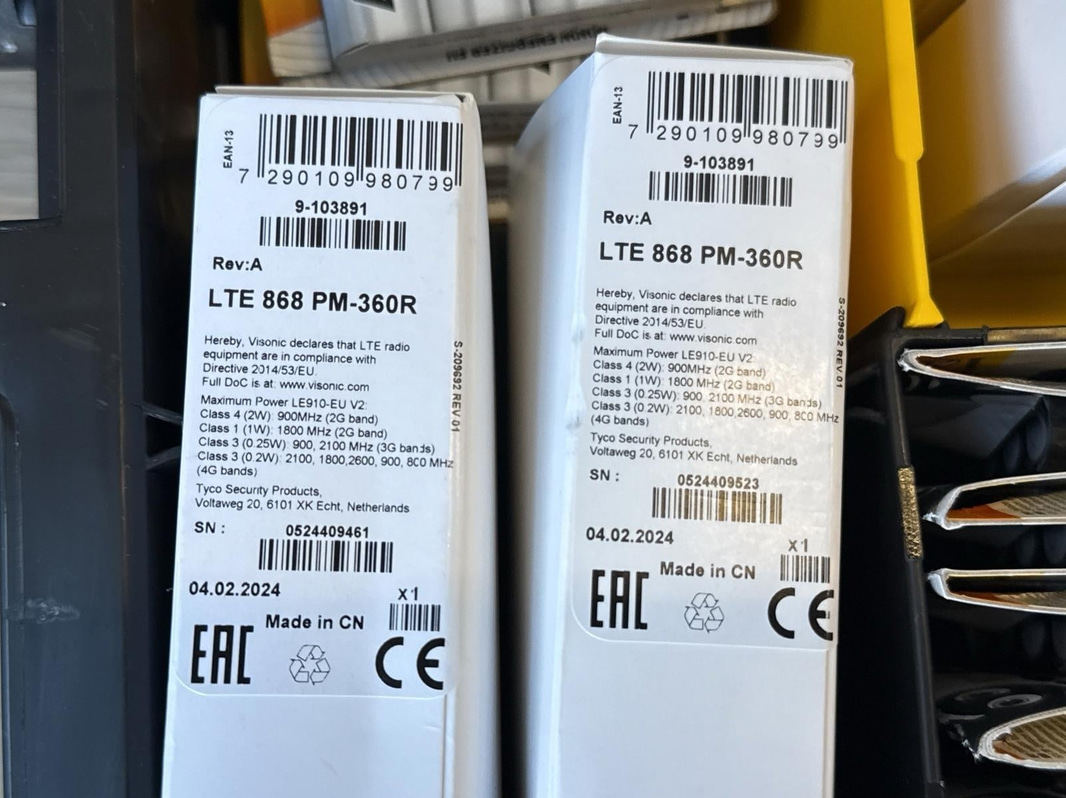 EAN-13
7 290109 980799
9-103891
Rev:A
LTE 868 PM-360R
Hereby, Visonic declares that LTE radio
equipment are in compliance with
Directive 2014/53/EU.
Full DoC is at: www.visonic.com
Maximum Power LE910-EU V2:
Class 4 (2W): 900MHz (2G band)
Class 1 (1W): 1800 MHz (2G band)
Class 3 (0.25W): 900, 2100 MHz (3G bands)
Class 3 (0.2W): 2100, 1800,2600, 900, 800 MHz
(4G bands)
Tyco Security Products,
Voltaweg 20, 6101 XK Echt, Netherlands
SN :
0524409461
04.02.2024
x1
Made in CN
EAC
CE
S-209692 REV.01
EAN-13
7 290109 980799
9-103891
Rev:A
LTE 868 PM-360R
Hereby, Visonic declares that LTE radio
equipment are in compliance with
Directive 2014/53/EU.
Full DoC is at: www.visonic.com
Maximum Power LE910-EU V2:
Class 4 (2W): 900MHz (2G band)
Class 1 (1W): 1800 MHz (2G band)
Class 3 (0.25W): 900, 2100 MHz (3G bands)
Class 3 (0.2W): 2100, 1800,2600, 900, 800 MHz
(4G bands)
Tyco Security Products,
Voltaweg 20, 6101 XK Echt, Netherlands
SN :
0524409523
04.02.2024
x1
Made in CN
EAC
CE
S-209692 REV.01